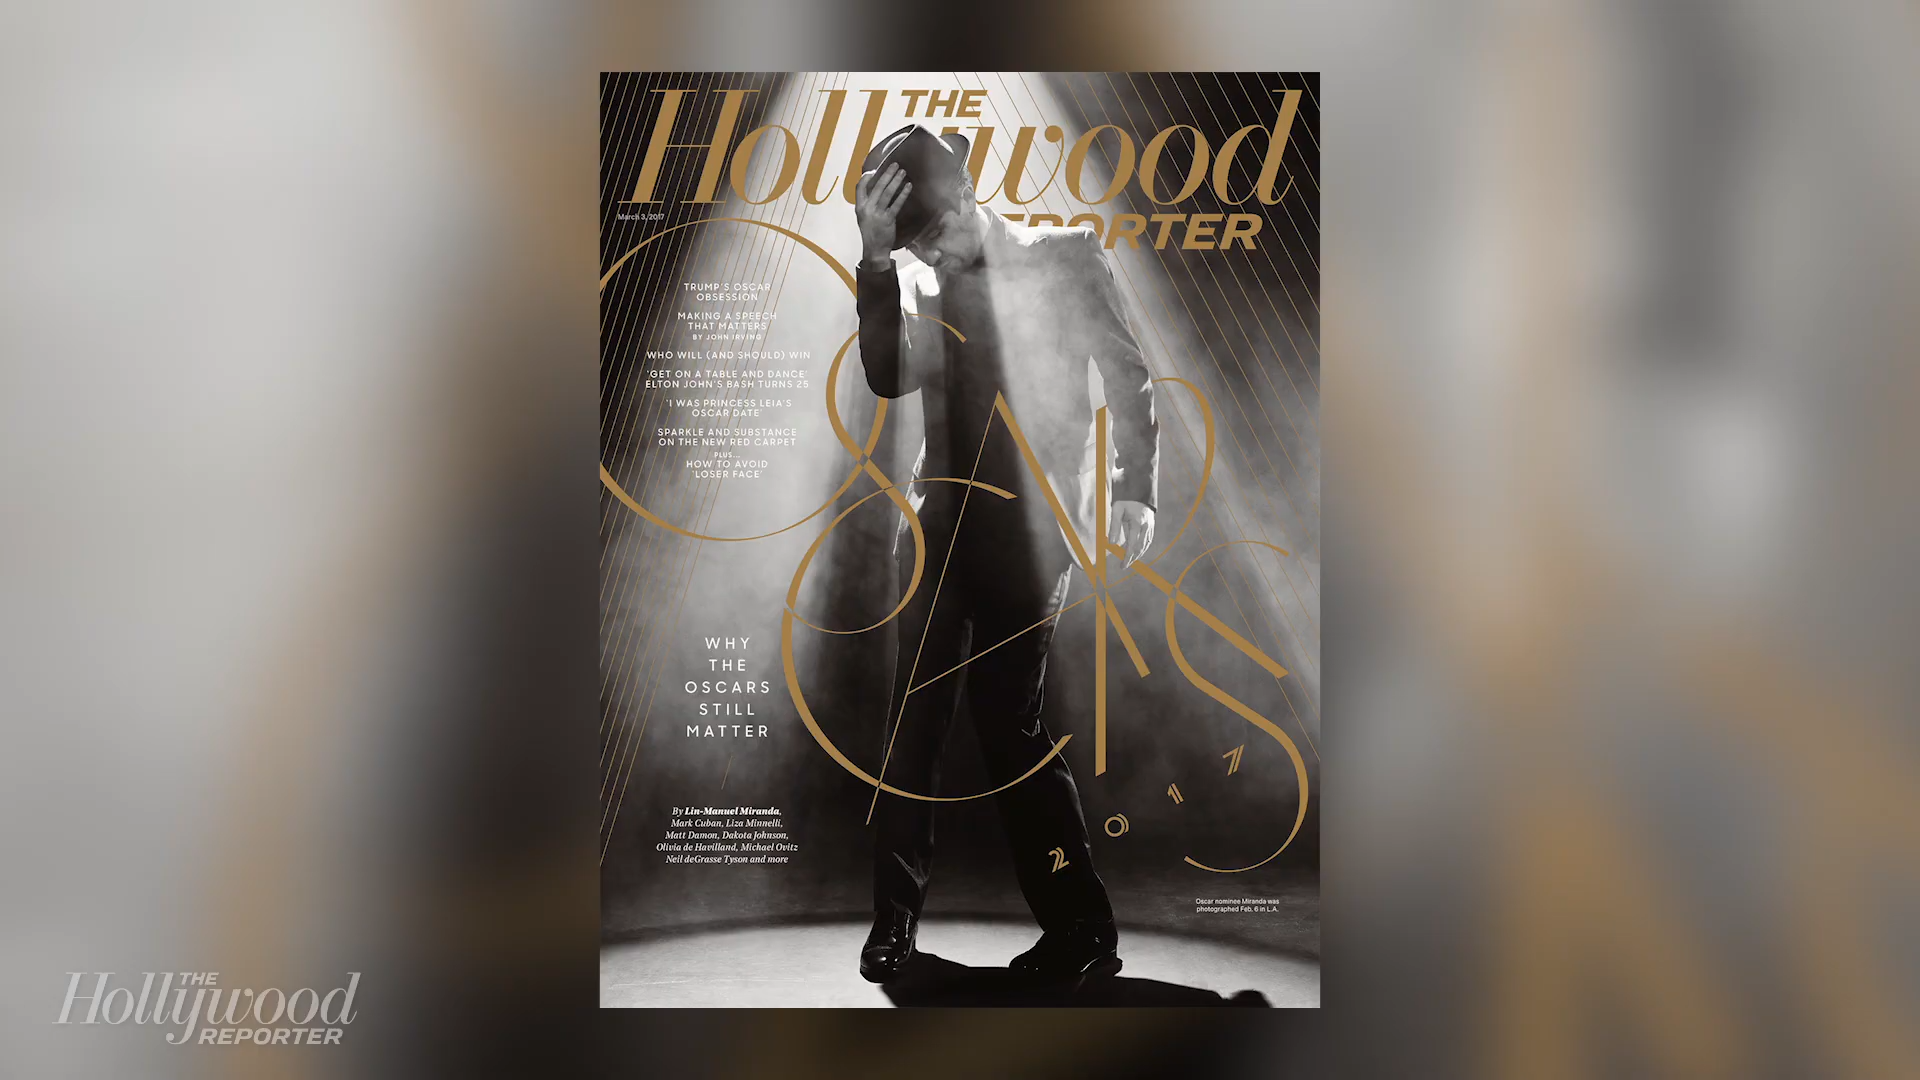 THE
Hollywood
REPORTER
March 3, 2017
TRUMP'S OSCAR
OBSESSION
MAKING A SPEECH
THAT MATTERS
BY JOHN IRVING
WHO WILL (AND SHOULD) WIN
'GET ON A TABLE AND DANCE'
ELTON JOHN'S BASH TURNS 25
'I WAS PRINCESS LEIA'S
OSCAR DATE'
SPARKLE AND SUBSTANCE
ON THE NEW RED CARPET
PLUS...
HOW TO AVOID
'LOSER FACE'
OSCARS
2017
WHY
THE
OSCARS
STILL
MATTER
By Lin-Manuel Miranda,
Mark Cuban, Liza Minnelli,
Matt Damon, Dakota Johnson,
Olivia de Havilland, Michael Ovitz
Neil deGrasse Tyson and more
Oscar nominee Miranda was
photographed Feb. 6 in L.A.
THE
Hollywood
REPORTER